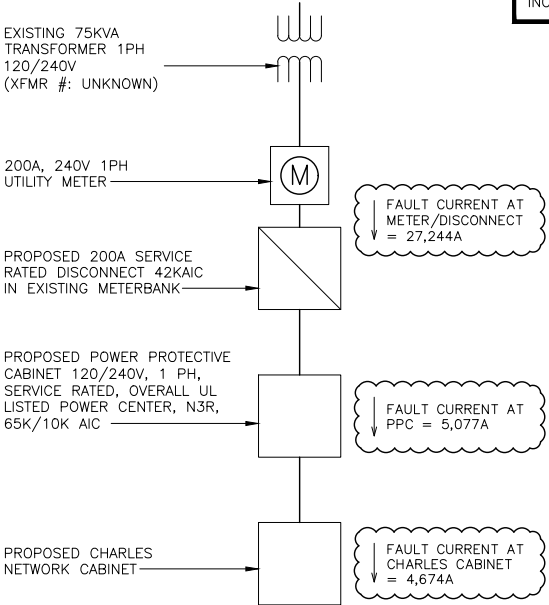 INC
EXISTING 75KVA
TRANSFORMER 1PH
120/240V
(XFMR #: UNKNOWN)
200A, 240V 1PH
UTILITY METER
M
FAULT CURRENT AT
METER/DISCONNECT
= 27,244A
PROPOSED 200A SERVICE
RATED DISCONNECT 42KAIC
IN EXISTING METERBANK
PROPOSED POWER PROTECTIVE
CABINET 120/240V, 1 PH,
SERVICE RATED, OVERALL UL
LISTED POWER CENTER, N3R,
65K/10K AIC
FAULT CURRENT AT
PPC = 5,077A
PROPOSED CHARLES
NETWORK CABINET
FAULT CURRENT AT
CHARLES CABINET
= 4,674A